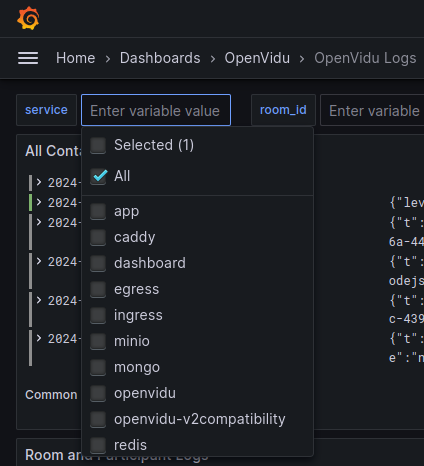 Home > Dashboards > OpenVidu > OpenVidu Logs
service Enter variable value room_id Enter variable
Selected (1)
All
All Conta
app
caddy
dashboard
egress
ingress
minio
mongo
openvidu
openvidu-v2compatibility
redis
> 2024-
> 2024- {"lev
> 2024- {"t":
6a-44
> 2024- {"t":
odejs
> 2024- {"t":
c-439
> 2024- {"t":
e":"n
Common
Room and Participant Logs